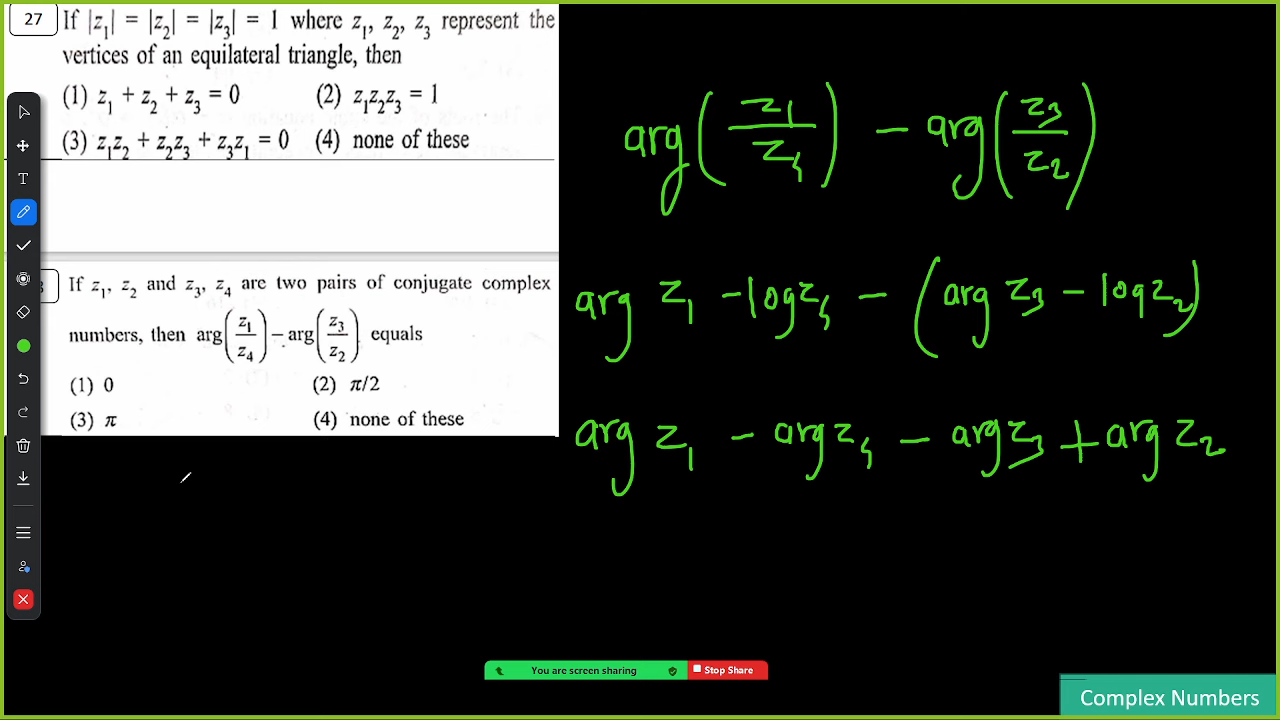 27 If |z₁| = |z₂| = |z₃| = 1 where z₁, z₂, z₃ represent the
vertices of an equilateral triangle, then
(1) z₁ + z₂ + z₃ = 0 (2) z₁z₂z₃ = 1
(3) z₁z₂ + z₂z₃ + z₃z₁ = 0 (4) none of these
If z₁, z₂ and z₃, z₄ are two pairs of conjugate complex
numbers, then arg(z₁/z₄) − arg(z₃/z₂) equals
(1) 0 (2) π/2
(3) π (4) none of these
arg(z₁/z₄) − arg(z₃/z₂)
arg z₁ − log z₄ − (arg z₃ − log z₂)
arg z₁ − arg z₄ − arg z₃ + arg z₂
T
You are screen sharing Stop Share
Complex Numbers